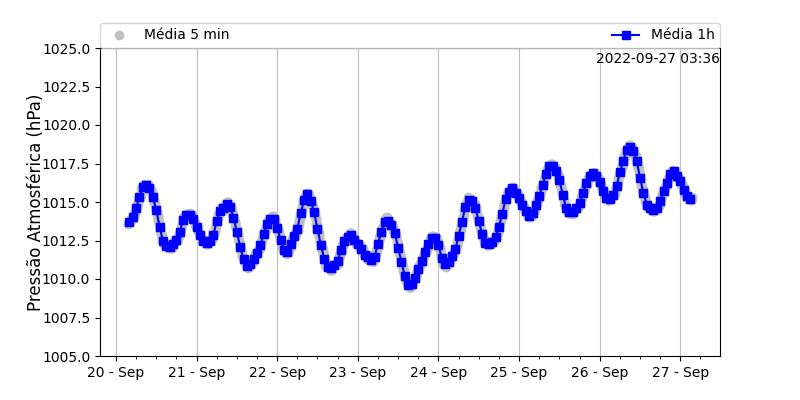 Média 5 min
Média 1h
2022-09-27 03:36
Pressão Atmosférica (hPa)
1025.0
1022.5
1020.0
1017.5
1015.0
1012.5
1010.0
1007.5
1005.0
20 - Sep
21 - Sep
22 - Sep
23 - Sep
24 - Sep
25 - Sep
26 - Sep
27 - Sep